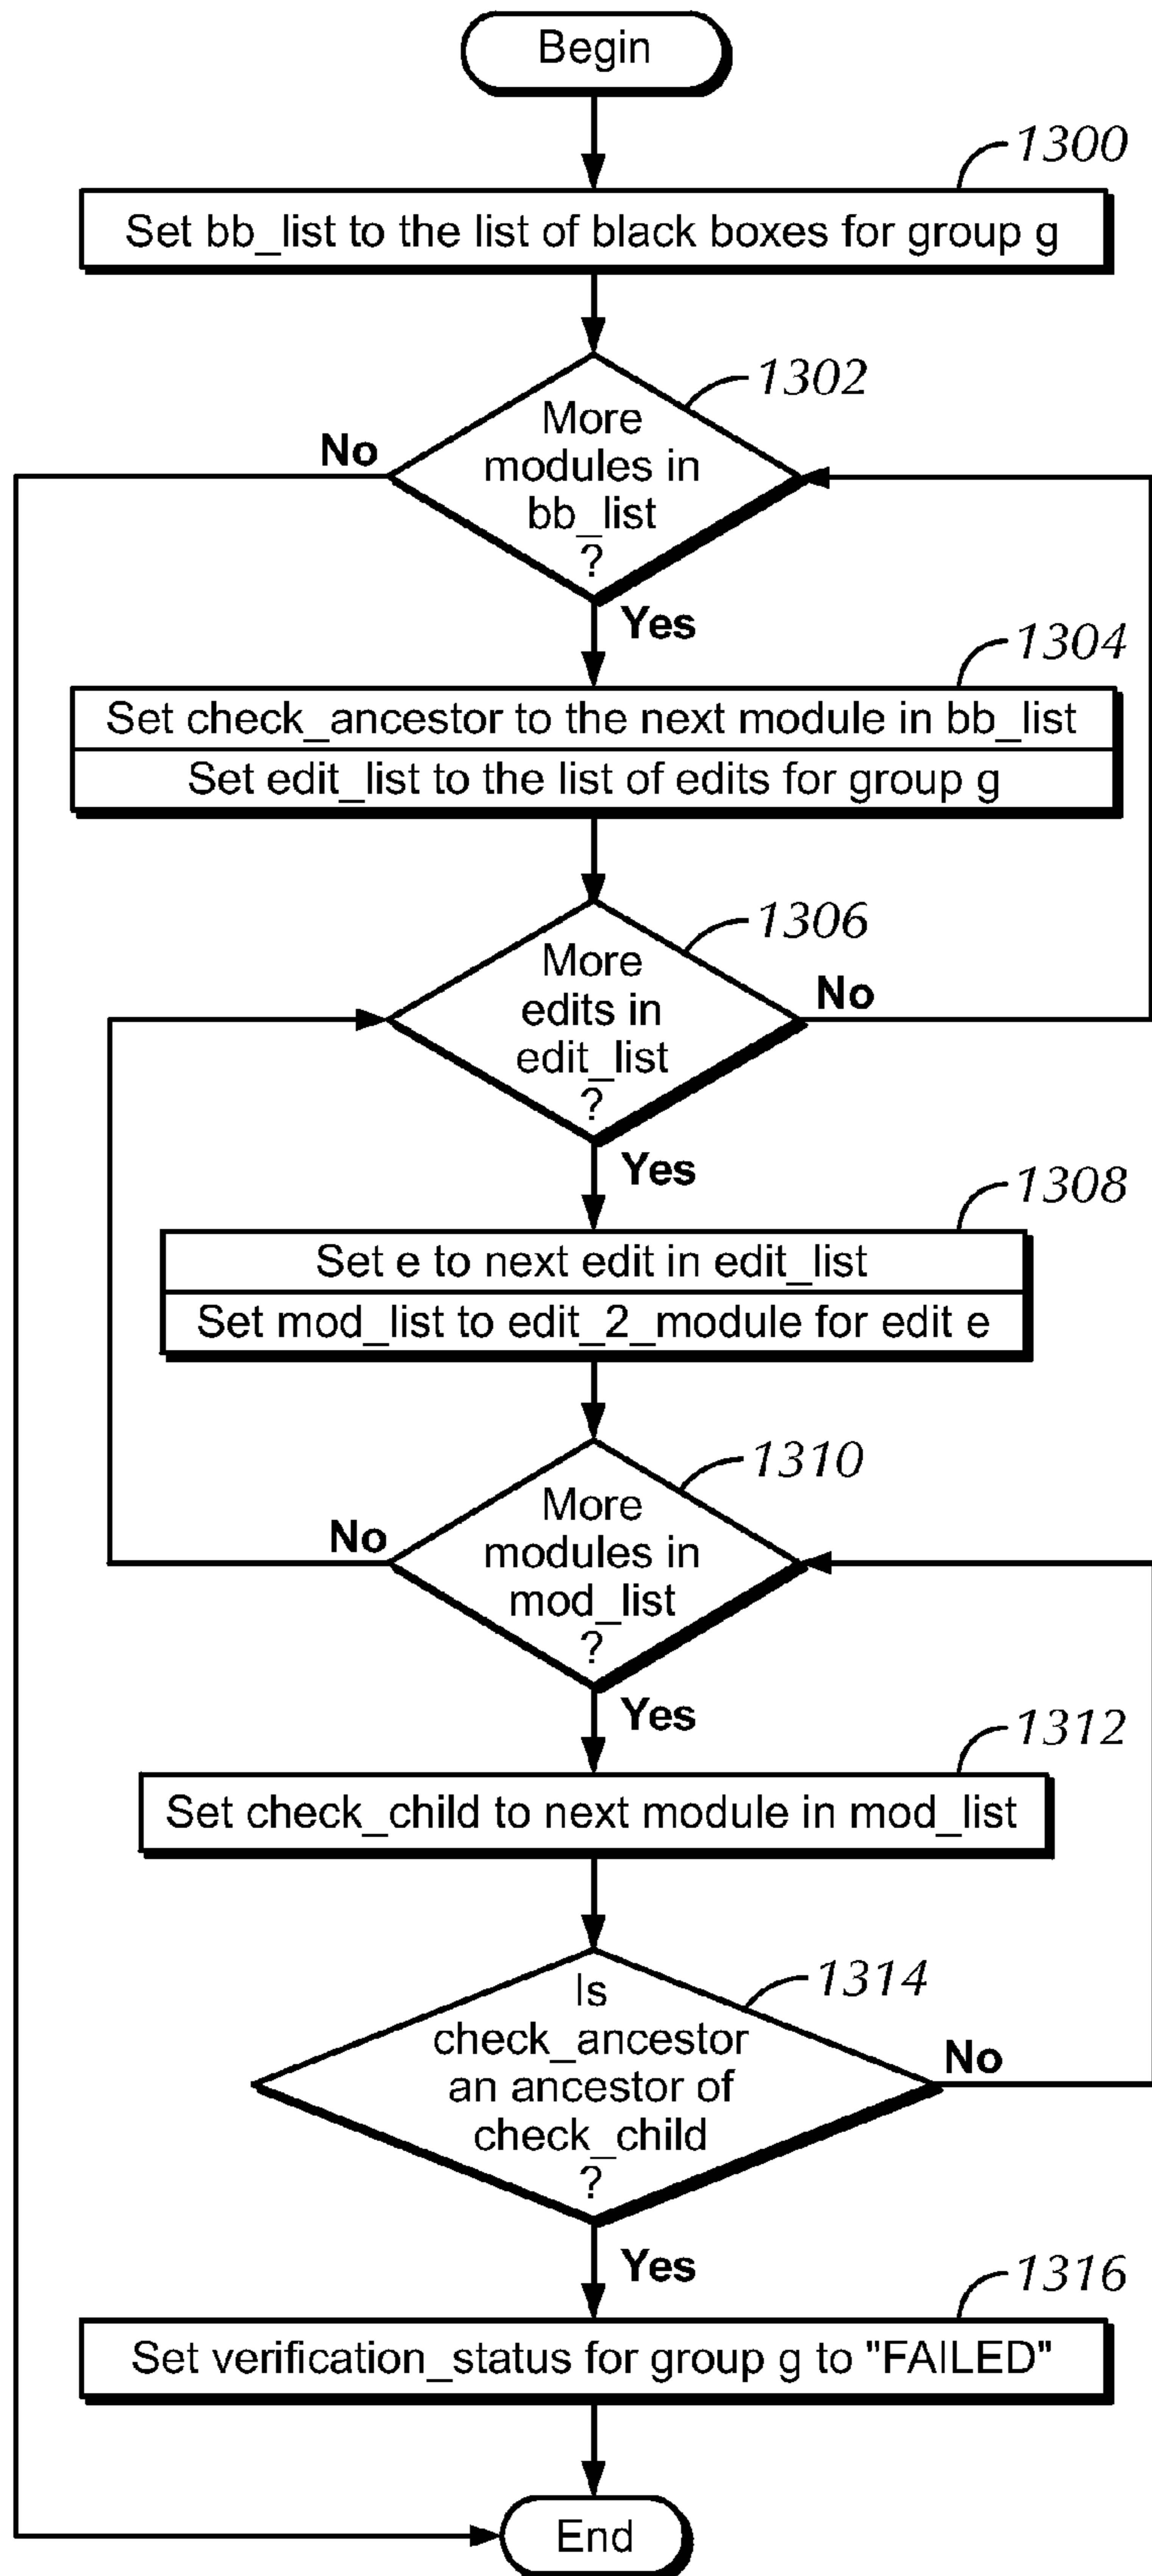 Begin
1300
Set bb_list to the list of black boxes for group g
1302
More
modules in
bb_list
?
No
Yes
1304
Set check_ancestor to the next module in bb_list
Set edit_list to the list of edits for group g
1306
More
edits in
edit_list
?
No
Yes
1308
Set e to next edit in edit_list
Set mod_list to edit_2_module for edit e
1310
More
modules in
mod_list
?
No
Yes
1312
Set check_child to next module in mod_list
1314
Is
check_ancestor
an ancestor of
check_child
?
No
Yes
1316
Set verification_status for group g to "FAILED"
End